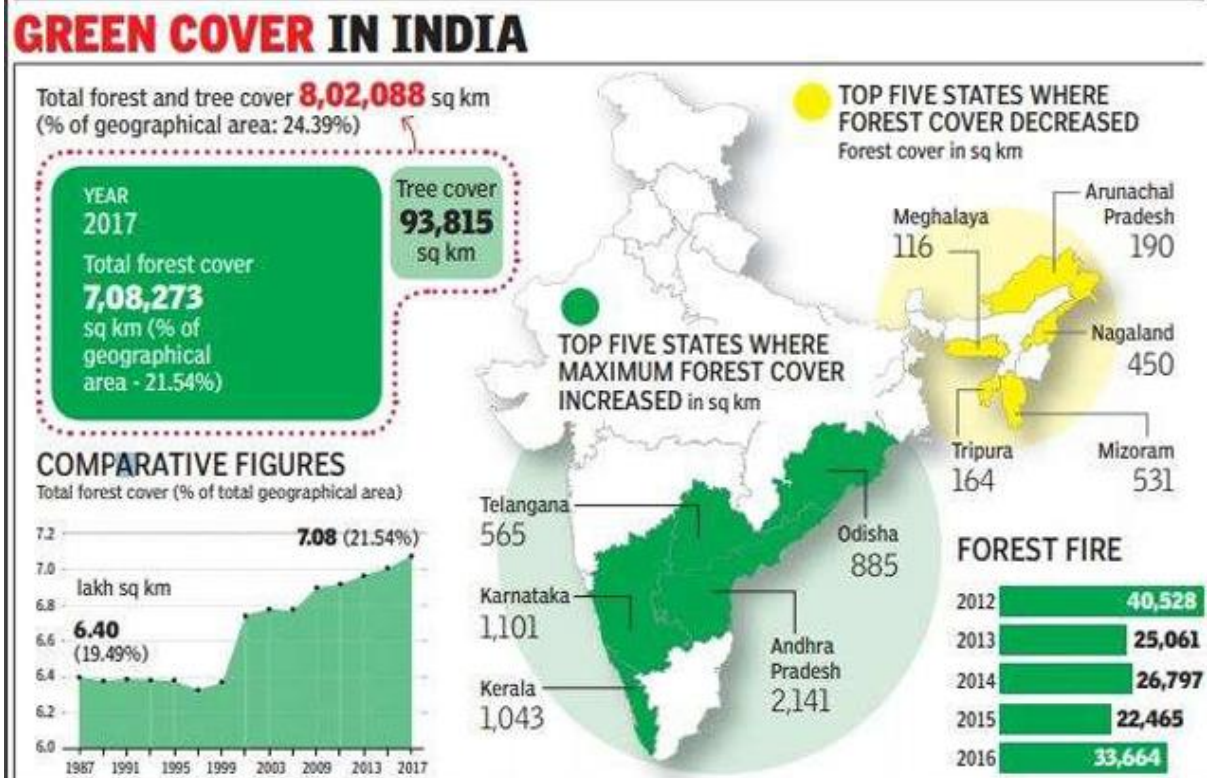 GREEN COVER IN INDIA
Total forest and tree cover 8,02,088 sq km
(% of geographical area: 24.39%)
YEAR
2017
Total forest cover
7,08,273
sq km (% of
geographical
area - 21.54%)
Tree cover
93,815
sq km
TOP FIVE STATES WHERE
FOREST COVER DECREASED
Forest cover in sq km
Meghalaya
116
Arunachal
Pradesh
190
Nagaland
450
Tripura
164
Mizoram
531
TOP FIVE STATES WHERE
MAXIMUM FOREST COVER
INCREASED in sq km
Telangana
565
Karnataka
1,101
Kerala
1,043
Odisha
885
Andhra
Pradesh
2,141
COMPARATIVE FIGURES
Total forest cover (% of total geographical area)
7.2
7.0
6.8
6.6
6.4
6.2
6.0
lakh sq km
6.40
(19.49%)
7.08 (21.54%)
1987 1991 1995 1999 2003 2009 2013 2017
FOREST FIRE
2012 40,528
2013 25,061
2014 26,797
2015 22,465
2016 33,664